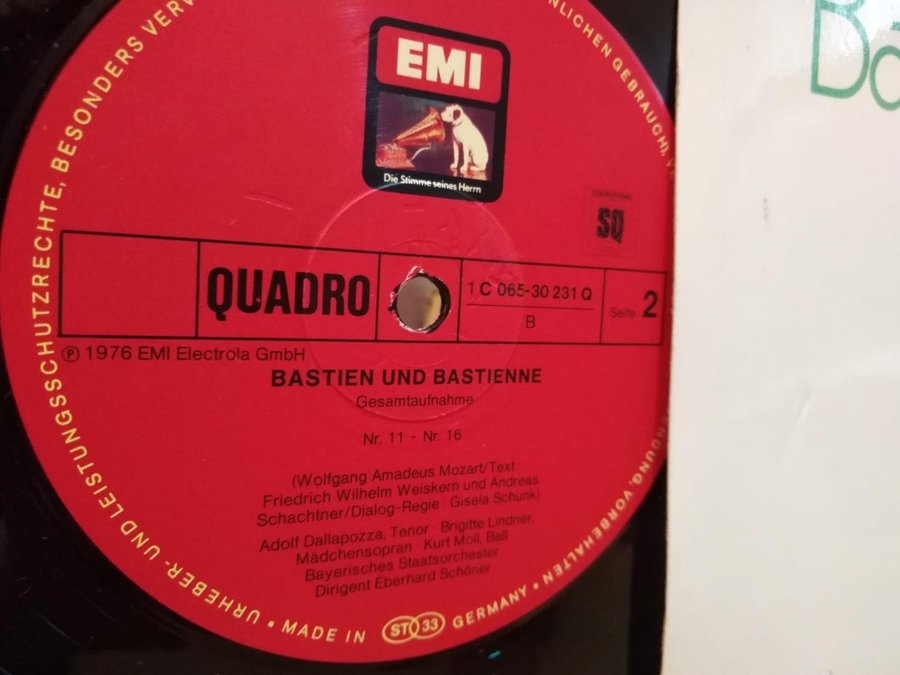 URHEBER- UND LEISTUNGSSCHUTZRECHTE, BESONDERS
EMI
Die Stimme seines Herrn
SQ
QUADRO
1 C 065-30 231 Q
B
Seite 2
℗ 1976 EMI Electrola GmbH
BASTIEN UND BASTIENNE
Gesamtaufnahme
Nr. 11 - Nr. 16
(Wolfgang Amadeus Mozart/Text:
Friedrich Wilhelm Weiskern und Andreas
Schachtner/Dialog-Regie: Gisela Schunk)
Adolf Dallapozza, Tenor · Brigitte Lindner,
Mädchensopran · Kurt Moll, Baß
Bayerisches Staatsorchester
Dirigent Eberhard Schöner
GEBRAUCH),
VORBEHALTEN •
• MADE IN ST 33 GERMANY •